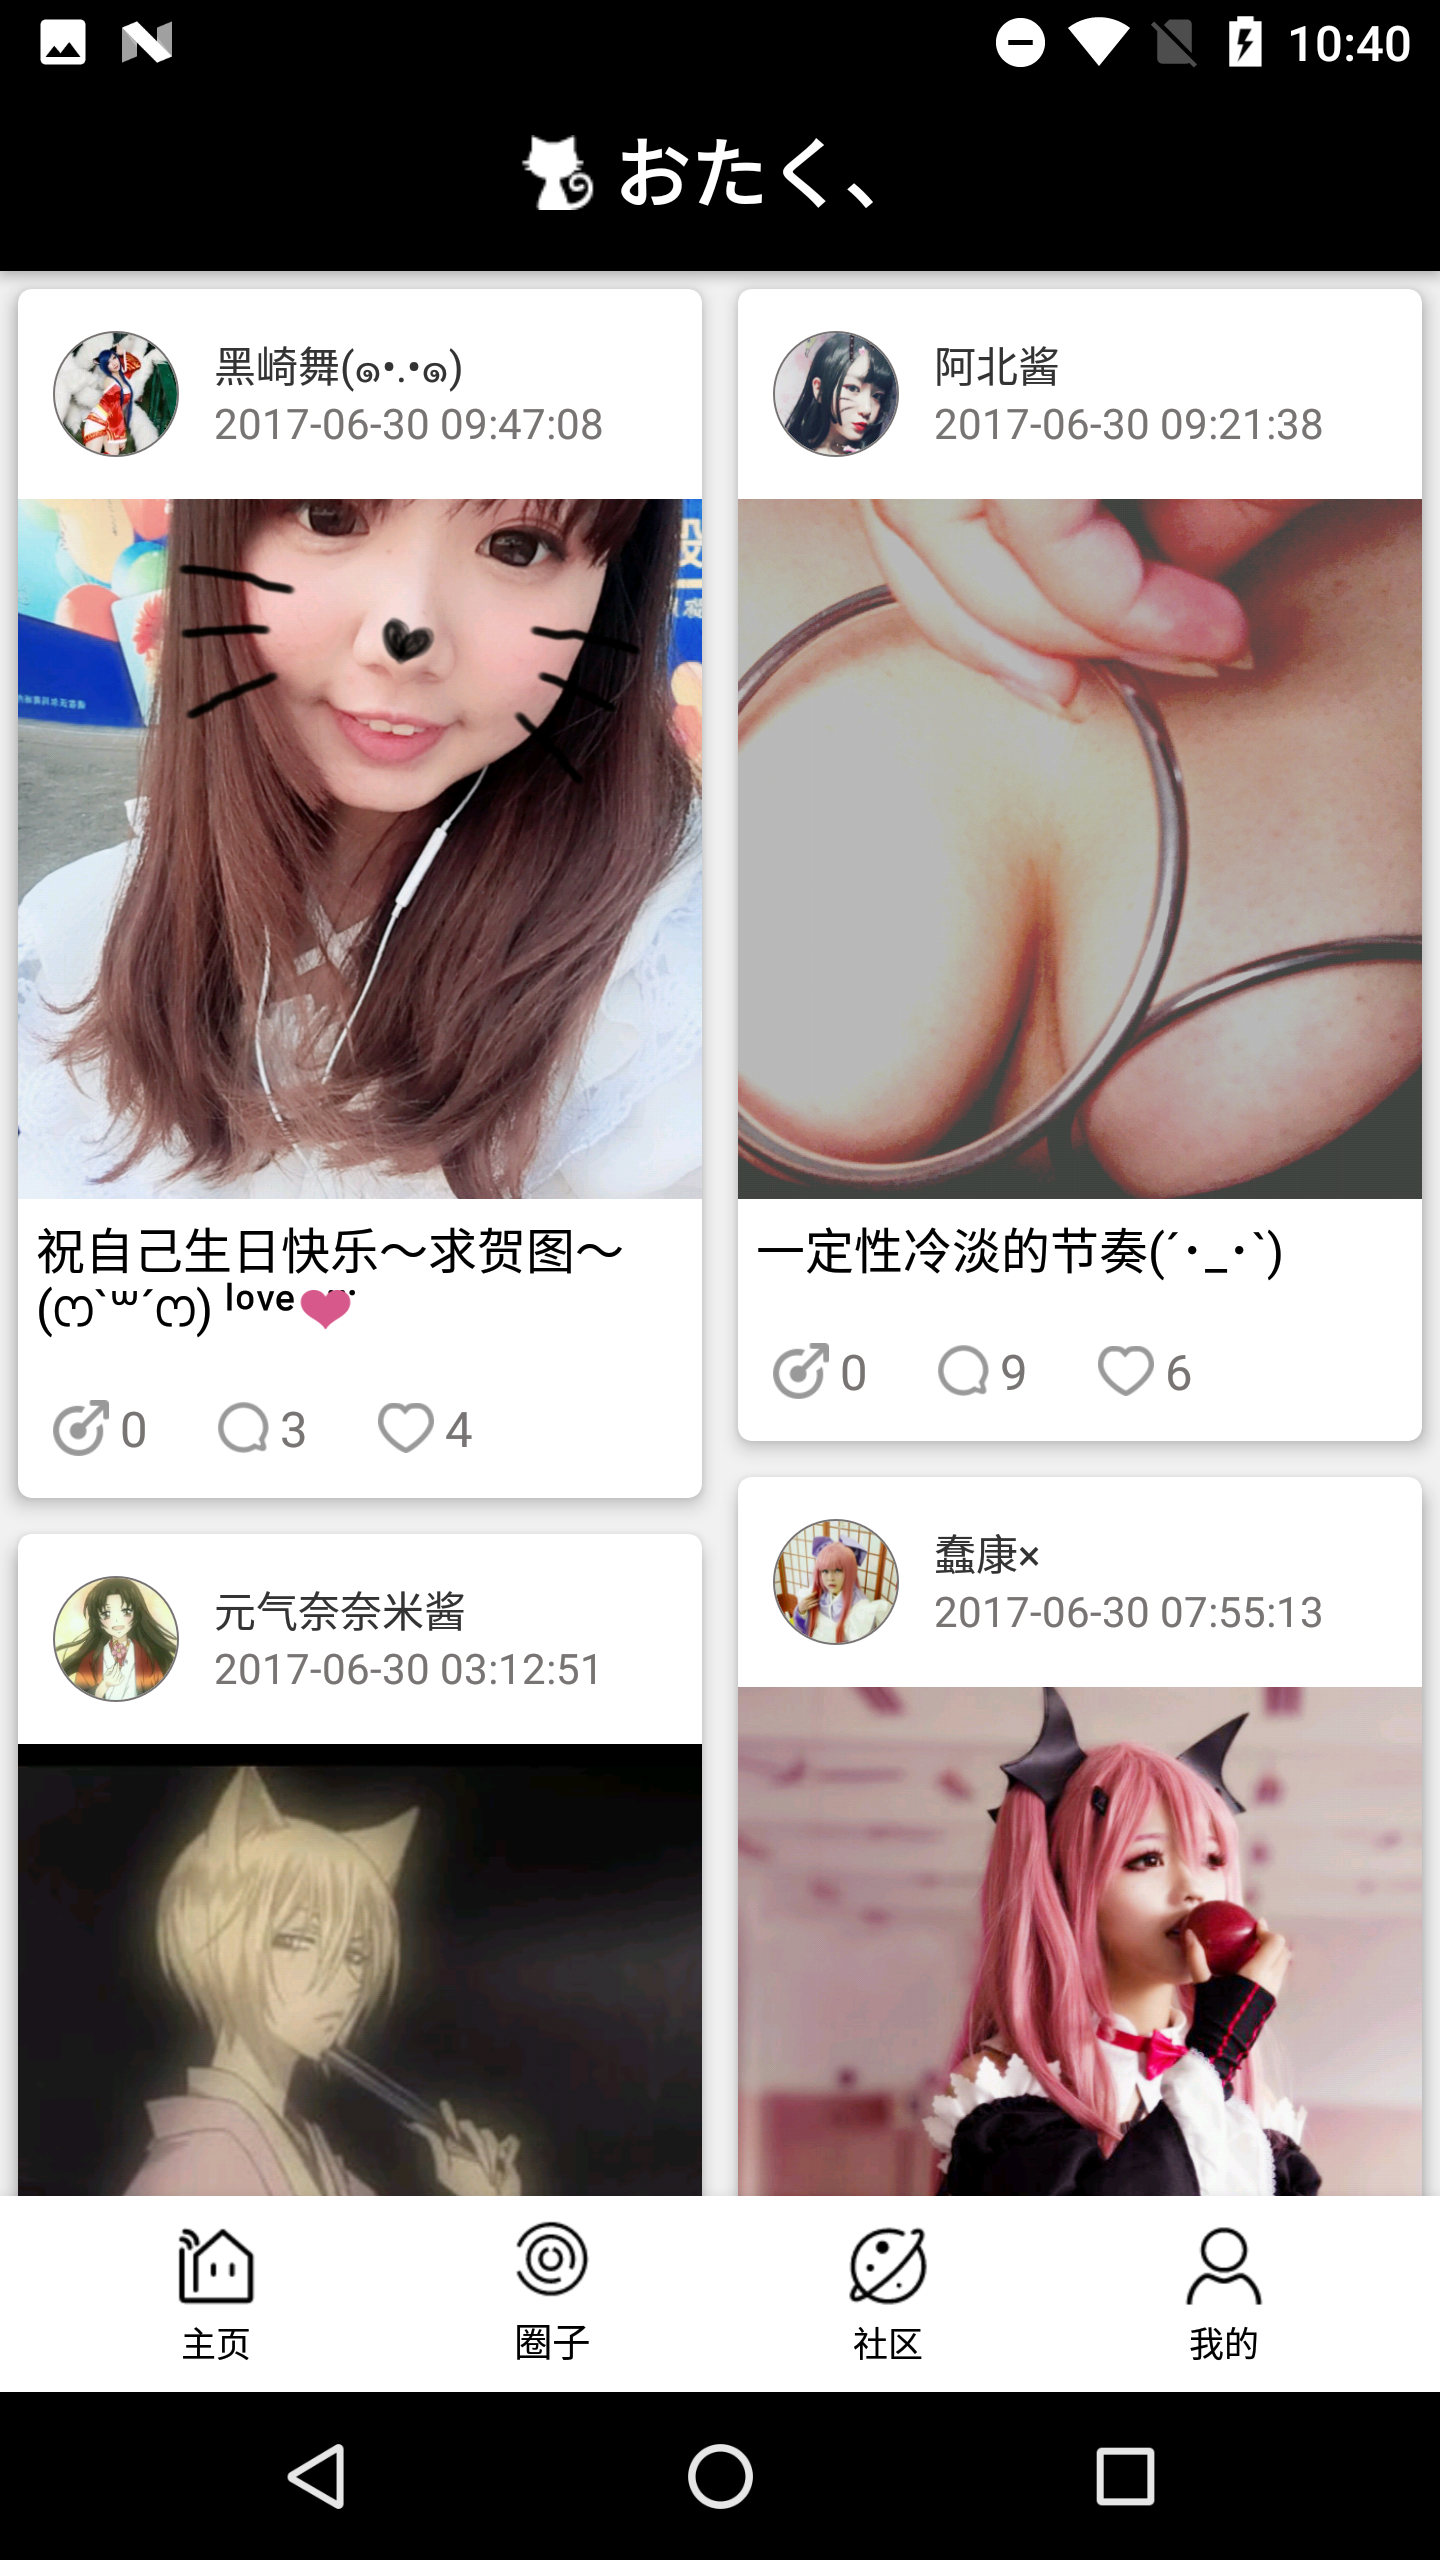 10:40
おたく、
黑崎舞(๑•.•๑)
2017-06-30 09:47:08
祝自己生日快乐～求贺图～
(ෆ`꒳´ෆ) ˡᵒᵛᵉ❤
0 3 4
阿北酱
2017-06-30 09:21:38
一定性冷淡的节奏(´･_･`)
0 9 6
元气奈奈米酱
2017-06-30 03:12:51
蠢康×
2017-06-30 07:55:13
主页 圈子 社区 我的